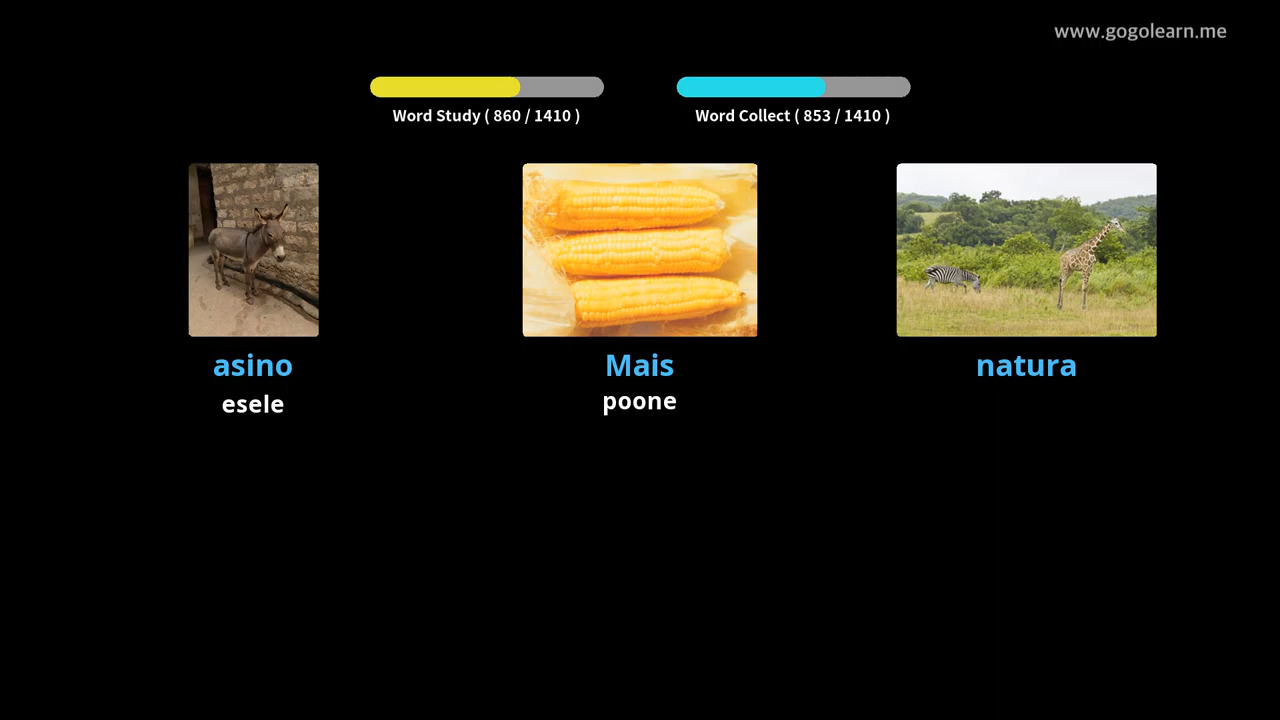 www.gogolearn.me
Word Study ( 860 / 1410 )
Word Collect ( 853 / 1410 )
asino
Mais
natura
esele
poone